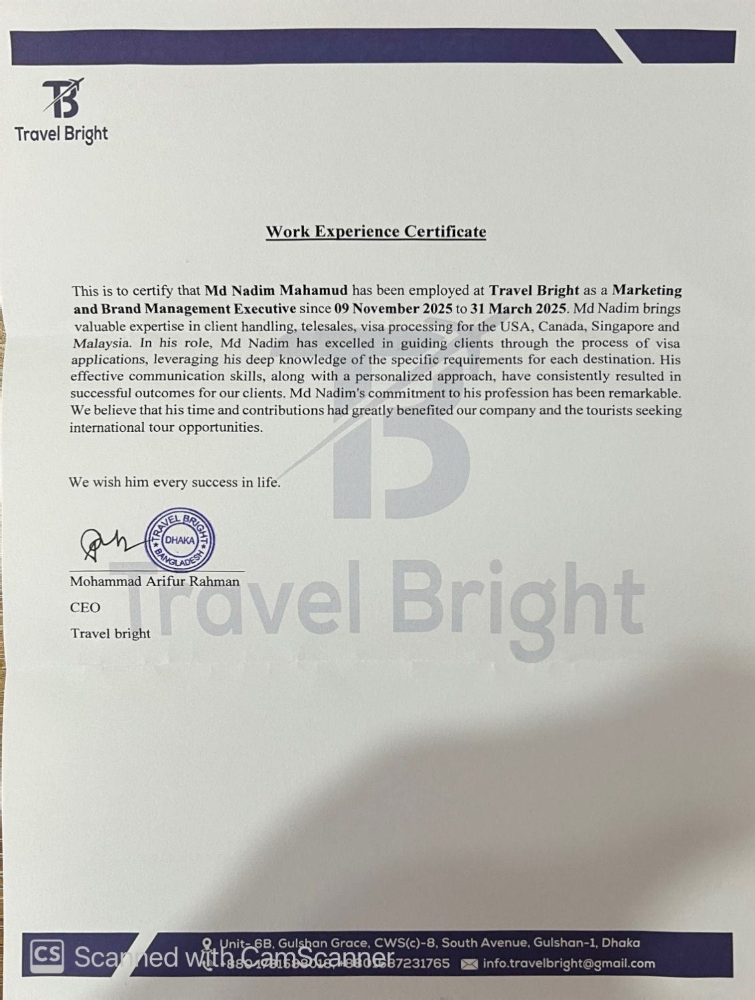 TB
Travel Bright
Work Experience Certificate
This is to certify that Md Nadim Mahamud has been employed at Travel Bright as a Marketing
and Brand Management Executive since 09 November 2025 to 31 March 2025. Md Nadim brings
valuable expertise in client handling, telesales, visa processing for the USA, Canada, Singapore and
Malaysia. In his role, Md Nadim has excelled in guiding clients through the process of visa
applications, leveraging his deep knowledge of the specific requirements for each destination. His
effective communication skills, along with a personalized approach, have consistently resulted in
successful outcomes for our clients. Md Nadim's commitment to his profession has been remarkable.
We believe that his time and contributions had greatly benefited our company and the tourists seeking
international tour opportunities.
We wish him every success in life.
TRAVEL BRIGHT
DHAKA
BANGLADESH
Mohammad Arifur Rahman
CEO
Travel bright
TB
Travel Bright
Unit- 6B, Gulshan Grace, CWS(c)-8, South Avenue, Gulshan-1, Dhaka
info.travelbright@gmail.com
CS Scanned with CamScanner